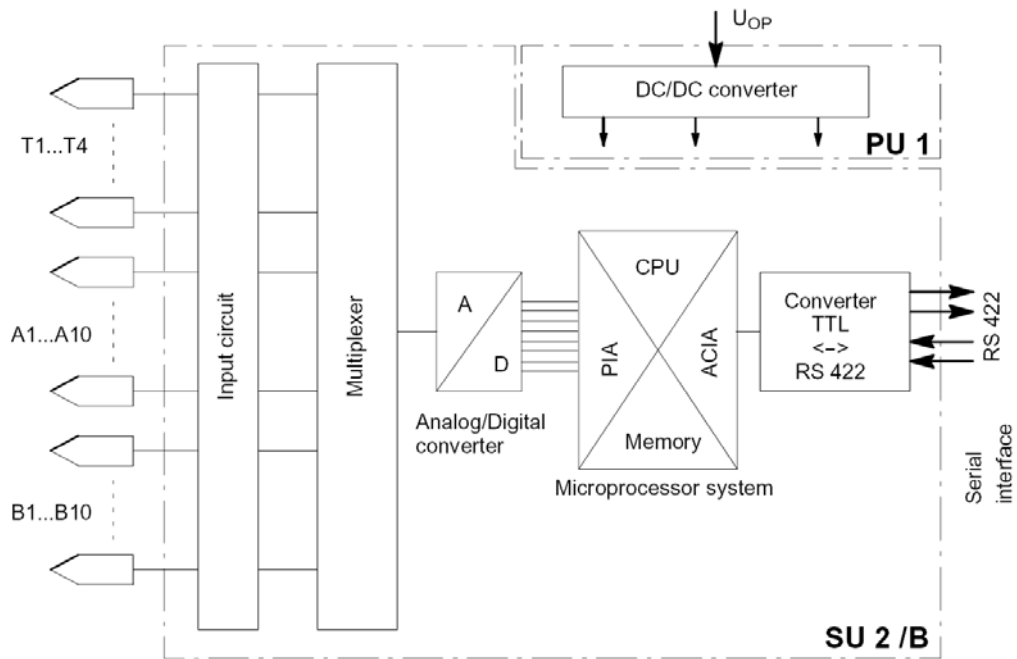 U_OP
DC/DC converter
PU 1
T1...T4
A1...A10
B1...B10
Input circuit
Multiplexer
A
D
Analog/Digital
converter
CPU
PIA
ACIA
Memory
Microprocessor system
Converter
TTL
<->
RS 422
RS 422
Serial
interface
SU 2 /B